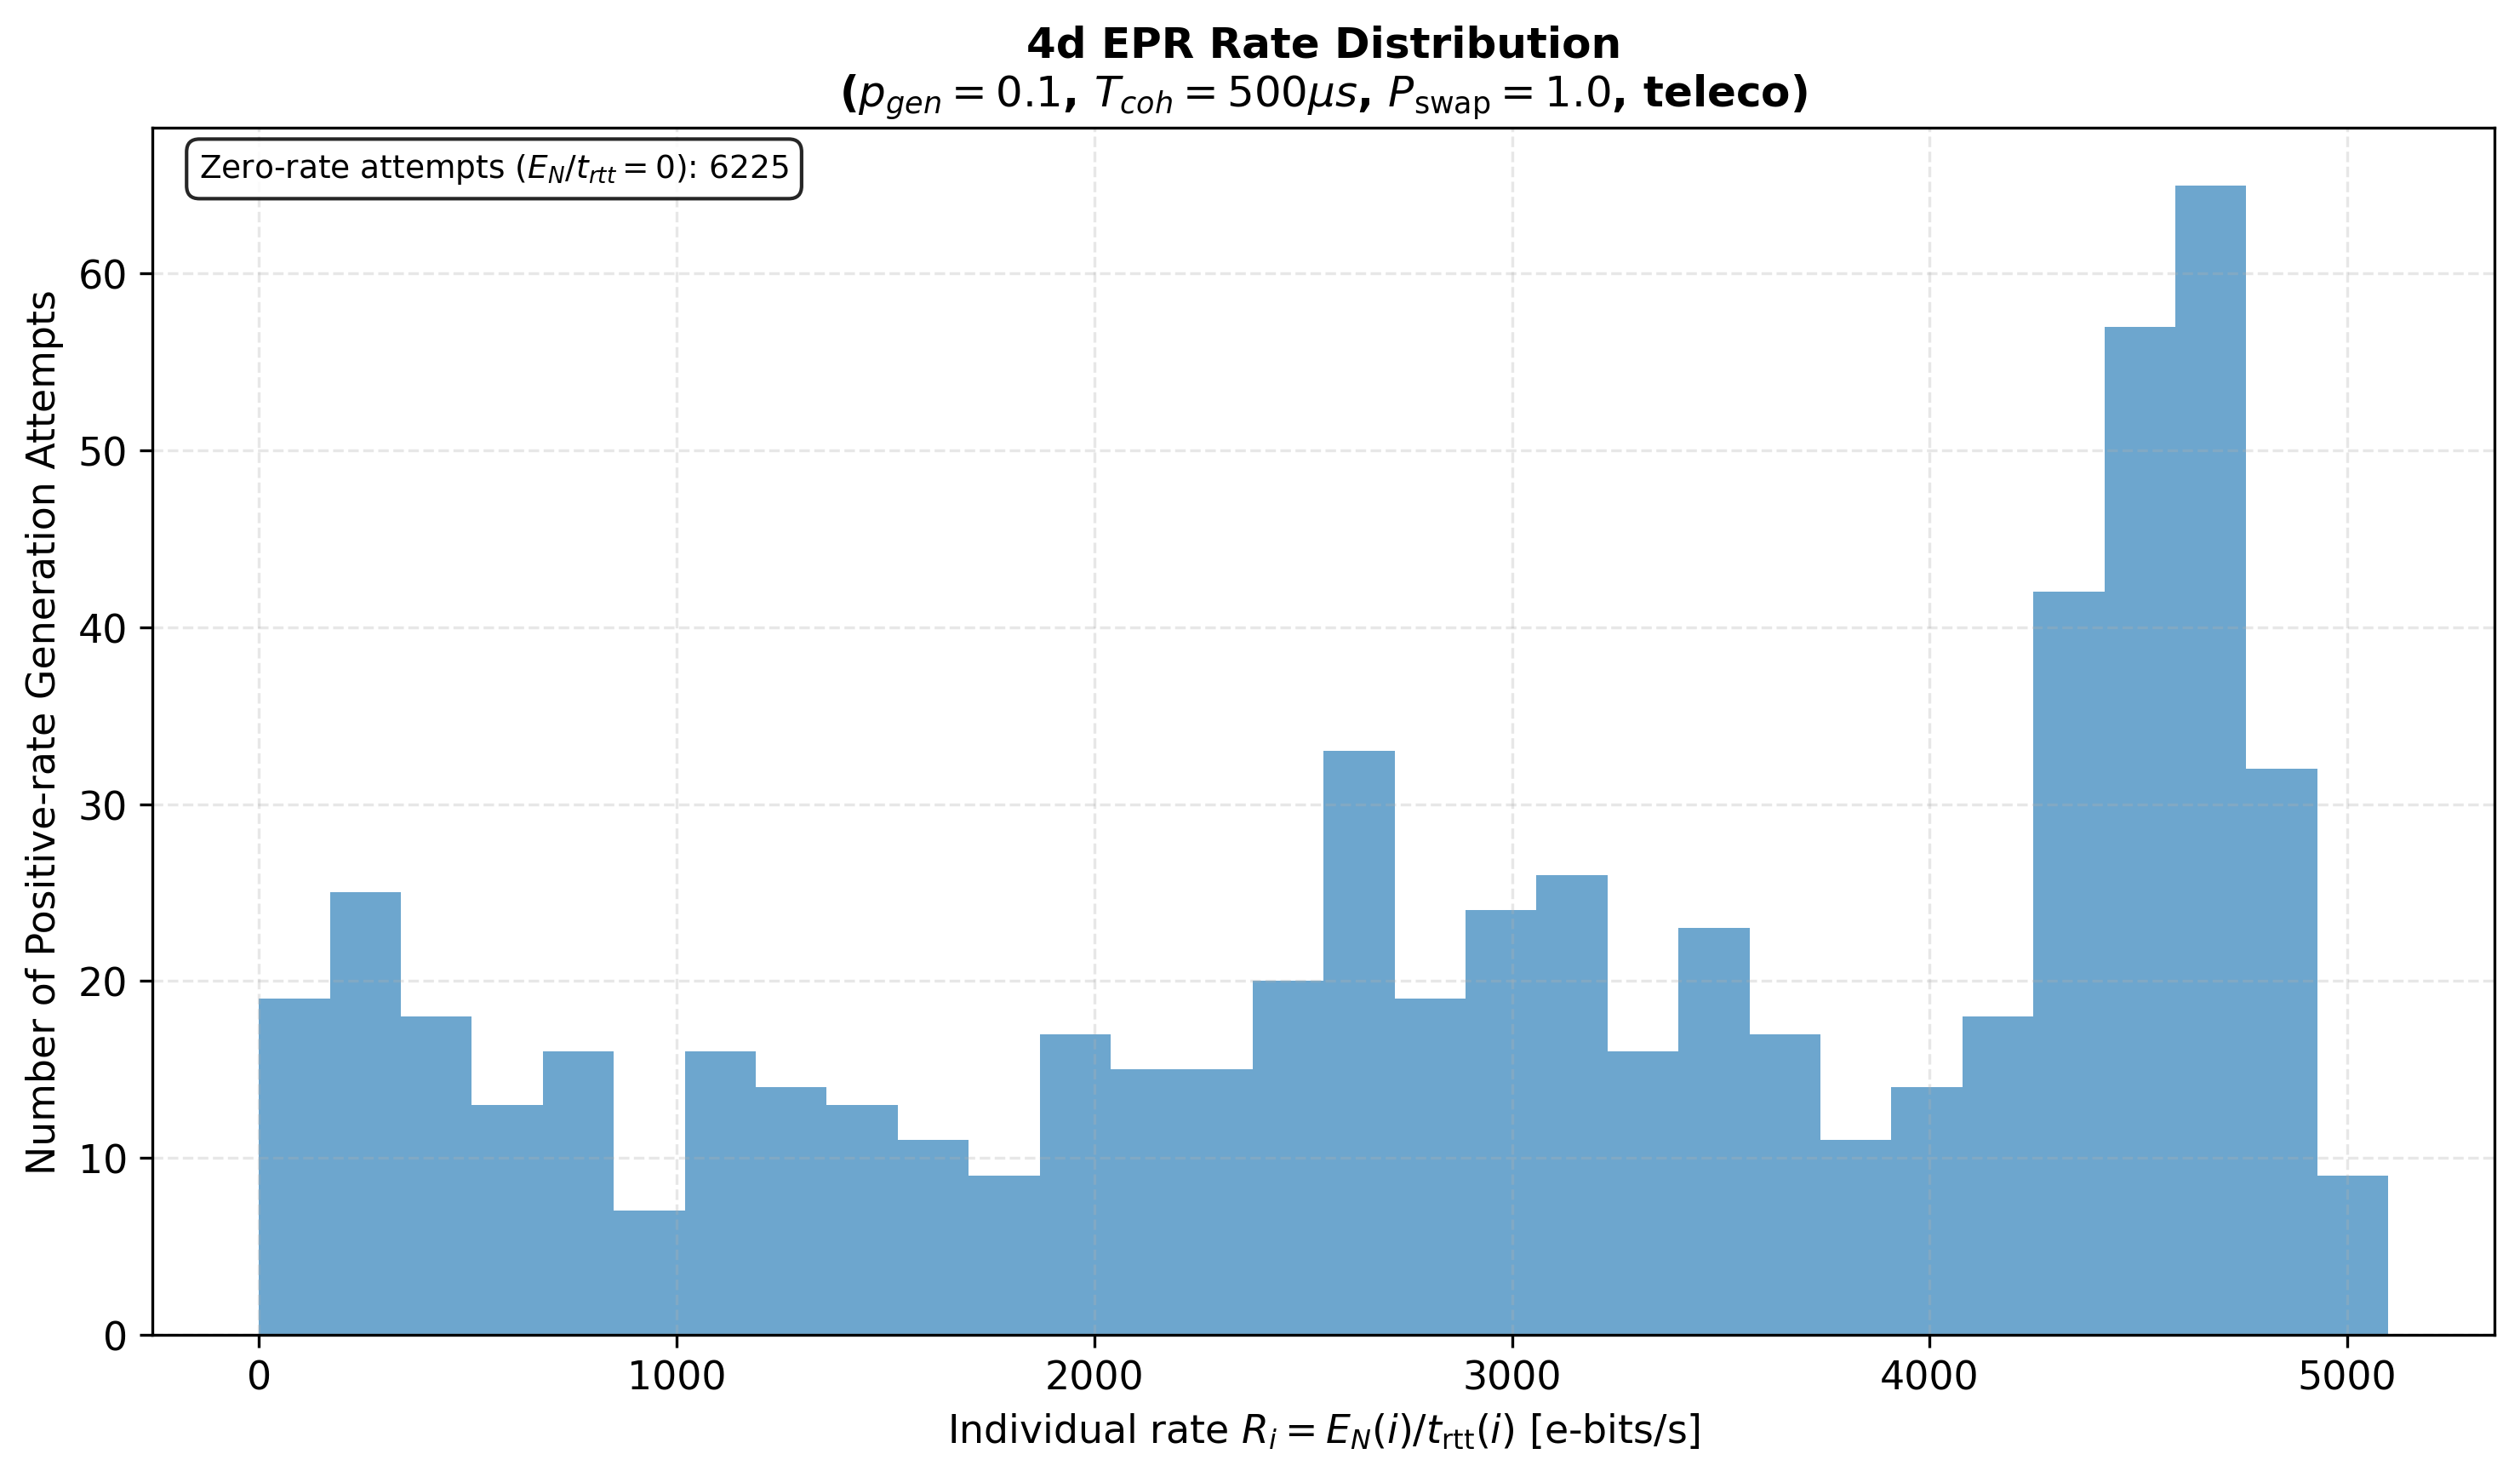 4d EPR Rate Distribution
(p_gen = 0.1, T_coh = 500μs, P_swap = 1.0, teleco)
Zero-rate attempts (E_N/t_rtt = 0): 6225
Number of Positive-rate Generation Attempts
60
50
40
30
20
10
0
0 1000 2000 3000 4000 5000
Individual rate R_i = E_N(i)/t_rtt(i) [e-bits/s]